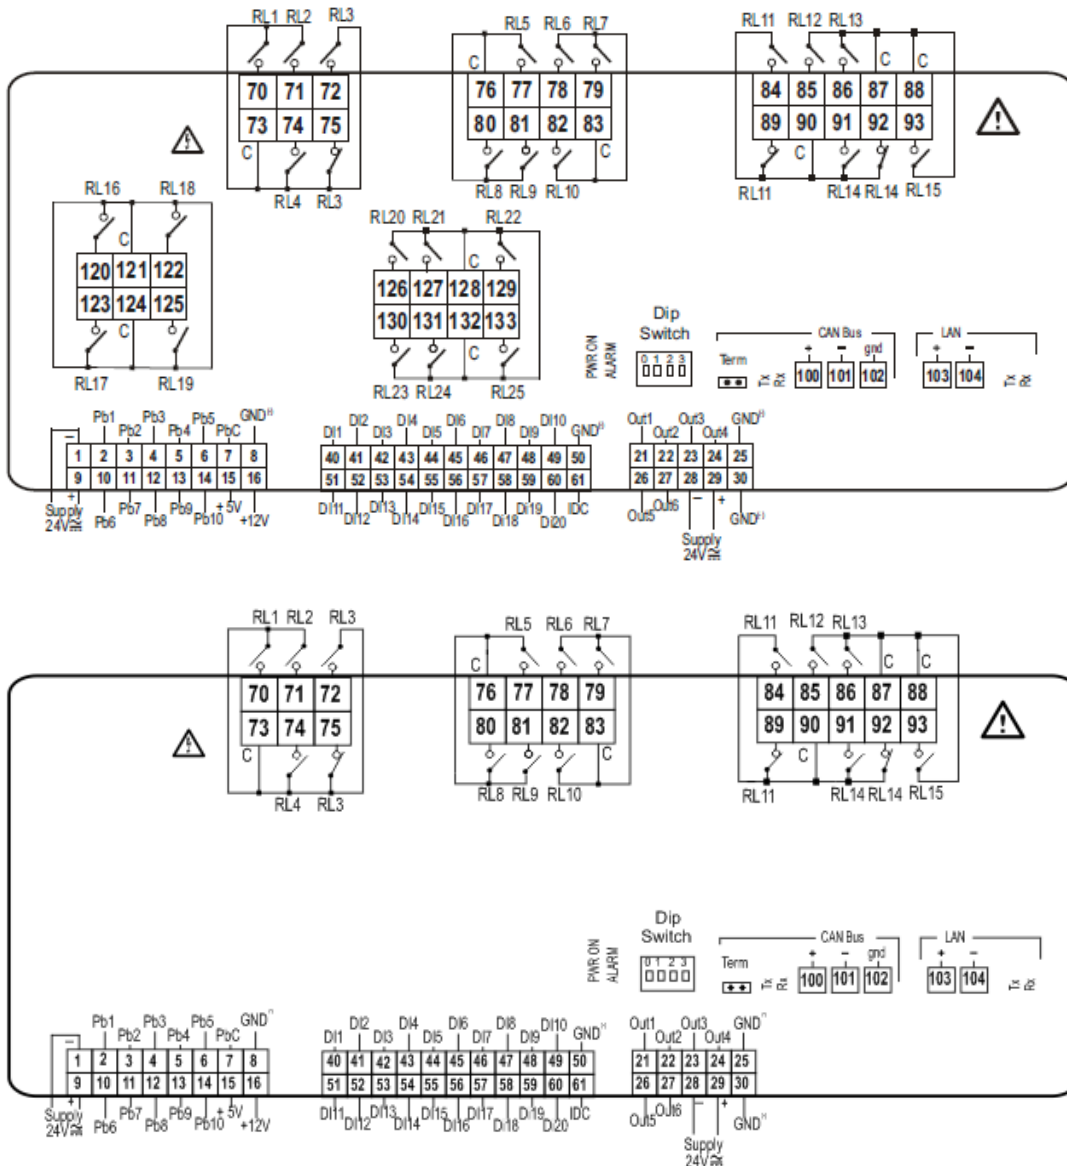 RL1 RL2 RL3 RL5 RL6 RL7 RL11 RL12 RL13
C C C
70 71 72 76 77 78 79 84 85 86 87 88
73 74 75 80 81 82 83 89 90 91 92 93
C C C
RL4 RL3 RL8 RL9 RL10 RL11 RL14 RL14 RL15
RL16 RL18 RL20 RL21 RL22
C C
120 121 122 126 127 128 129
123 124 125 130 131 132 133
C C
RL17 RL19 RL23 RL24 RL25
PWR ON
ALARM
Dip
Switch
0 1 2 3
Term
Tx
Rx
CAN Bus
+ − gnd
100 101 102
LAN
+ −
103 104
Tx
Rx
Pb1 Pb2 Pb3 Pb4 Pb5 PbC GND(-) DI1 DI2 DI3 DI4 DI5 DI6 DI7 DI8 DI9 DI10 GND(-) Out1 Out2 Out3 Out4 GND(-)
−
1 2 3 4 5 6 7 8 40 41 42 43 44 45 46 47 48 49 50 21 22 23 24 25
9 10 11 12 13 14 15 16 51 52 53 54 55 56 57 58 59 60 61 26 27 28 29 30
+ − +
Supply
24V
Pb6 Pb7 Pb8 Pb9 Pb10 + 5V +12V DI11 DI12 DI13 DI14 DI15 DI16 DI17 DI18 DI19 DI20 IDC Out5 Out6 GND(-)
Supply
24V
RL1 RL2 RL3 RL5 RL6 RL7 RL11 RL12 RL13
C C C
70 71 72 76 77 78 79 84 85 86 87 88
73 74 75 80 81 82 83 89 90 91 92 93
C C C
RL4 RL3 RL8 RL9 RL10 RL11 RL14 RL14 RL15
PWR ON
ALARM
Dip
Switch
0 1 2 3
Term
Tx
Rx
CAN Bus
+ − gnd
100 101 102
LAN
+ −
103 104
Tx
Rx
Pb1 Pb2 Pb3 Pb4 Pb5 PbC GND DI1 DI2 DI3 DI4 DI5 DI6 DI7 DI8 DI9 DI10 GND Out1 Out2 Out3 Out4 GND
−
1 2 3 4 5 6 7 8 40 41 42 43 44 45 46 47 48 49 50 21 22 23 24 25
9 10 11 12 13 14 15 16 51 52 53 54 55 56 57 58 59 60 61 26 27 28 29 30
+ − +
Supply
24V
Pb6 Pb7 Pb8 Pb9 Pb10 + 5V +12V DI11 DI12 DI13 DI14 DI15 DI16 DI17 DI18 DI19 DI20 IDC Out5 Out6 GND
Supply
24V